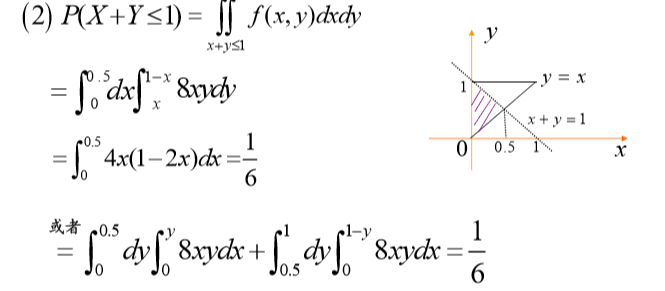 (2) P(X+Y≤1) = ∬_{x+y≤1} f(x,y)dxdy
= ∫_0^{0.5} dx ∫_x^{1−x} 8xydy
= ∫_0^{0.5} 4x(1−2x)dx = 1/6
或者 = ∫_0^{0.5} dy ∫_0^y 8xydx + ∫_{0.5}^1 dy ∫_0^{1−y} 8xydx = 1/6
y
1
y = x
x + y = 1
0 0.5 1 x